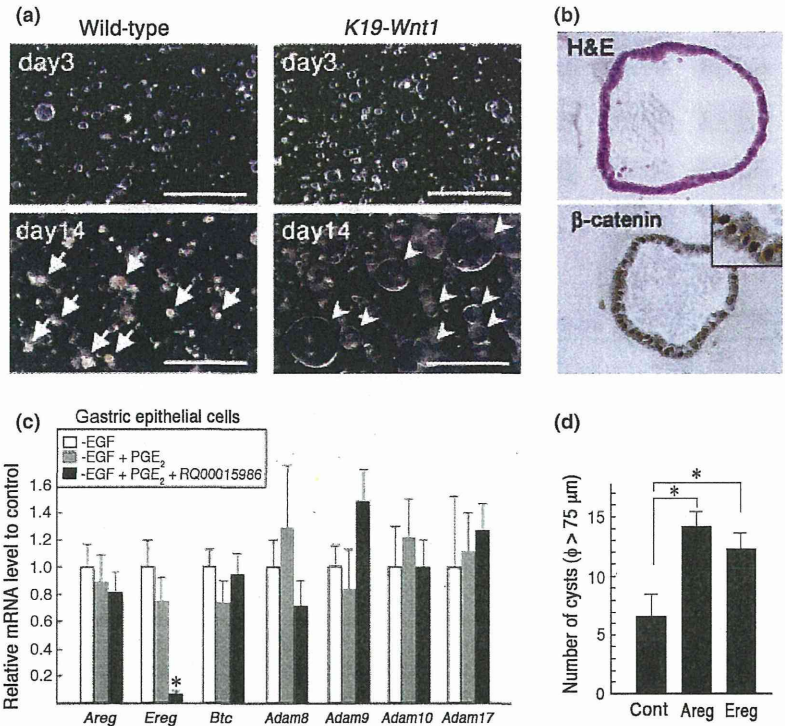 (a)
Wild-type
K19-Wnt1
day3
day3
day14
day14
(b)
H&E
β-catenin
(c)
Gastric epithelial cells
-EGF
-EGF + PGE2
-EGF + PGE2 + RQ00015986
Relative mRNA level to control
1.6
1.4
1.2
1.0
0.8
0.6
0.4
0.2
*
Areg Ereg Btc Adam8 Adam9 Adam10 Adam17
(d)
Number of cysts (ϕ > 75 μm)
15
10
5
0
*
*
Cont Areg Ereg